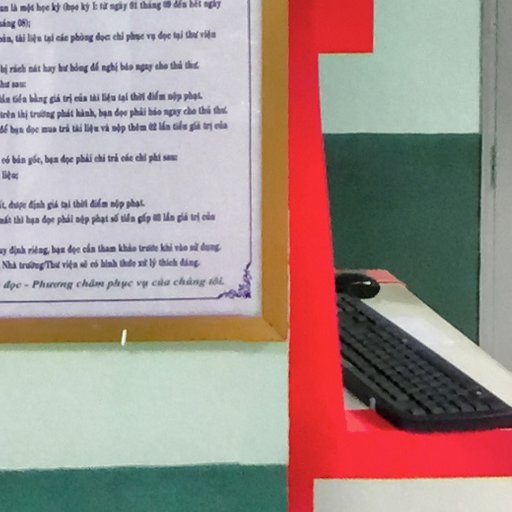 là một học kỳ (học kỳ I: từ ngày 01 tháng 09 đến hết ngày
tháng 08);
bản, tài liệu tại các phòng đọc: chỉ phục vụ đọc tại thư viện
bị rách nát hay hư hỏng đề nghị báo ngay cho thủ thư.
như sau:
lần tiền bằng giá trị của tài liệu tại thời điểm nộp phạt.
trên thị trường phát hành, bạn đọc phải báo ngay cho thủ thư.
để bạn đọc mua trả tài liệu và nộp thêm 02 lần tiền giá trị của
có bản gốc, bạn đọc phải chi trả các chi phí sau:
liệu;
được định giá tại thời điểm nộp phạt.
mất thì bạn đọc phải nộp phạt số tiền gấp 03 lần giá trị của
định riêng, bạn đọc cần tham khảo trước khi vào sử dụng.
Nhà trường/Thư viện sẽ có hình thức xử lý thích đáng.
đọc - Phương châm phục vụ của chúng tôi.